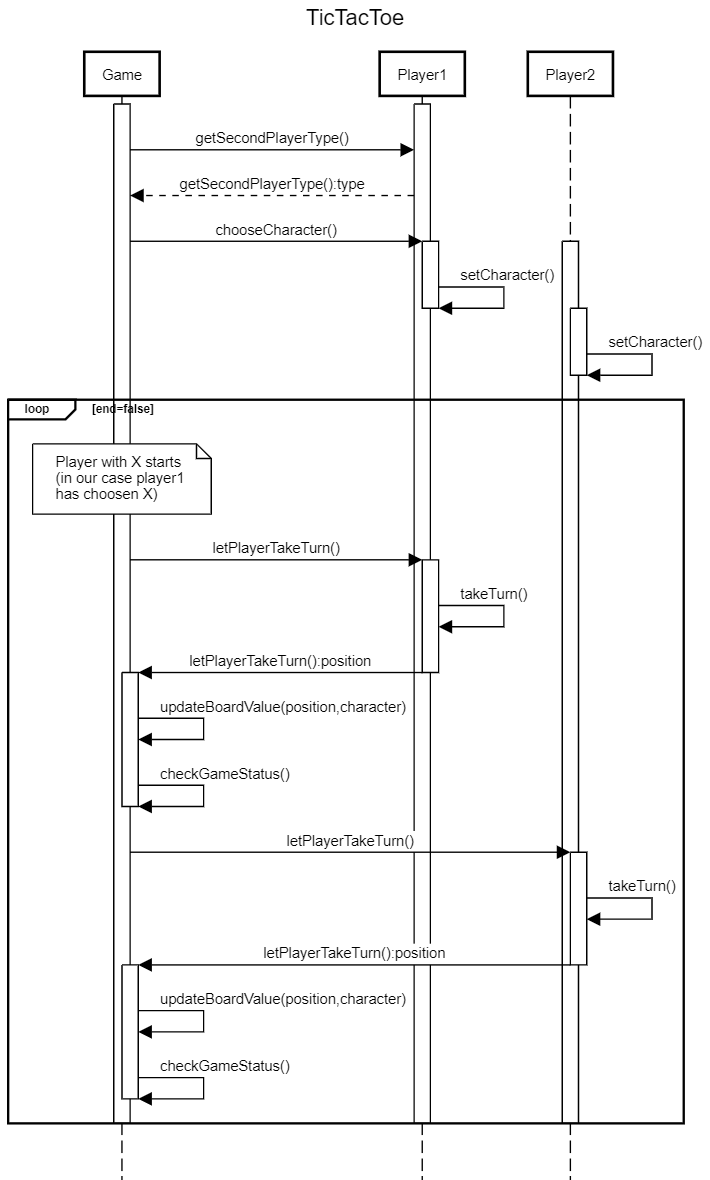 TicTacToe
Game
Player1
Player2
getSecondPlayerType()
getSecondPlayerType():type
chooseCharacter()
setCharacter()
setCharacter()
loop
[end=false]
Player with X starts
(in our case player1
has choosen X)
letPlayerTakeTurn()
takeTurn()
letPlayerTakeTurn():position
updateBoardValue(position,character)
checkGameStatus()
letPlayerTakeTurn()
takeTurn()
letPlayerTakeTurn():position
updateBoardValue(position,character)
checkGameStatus()